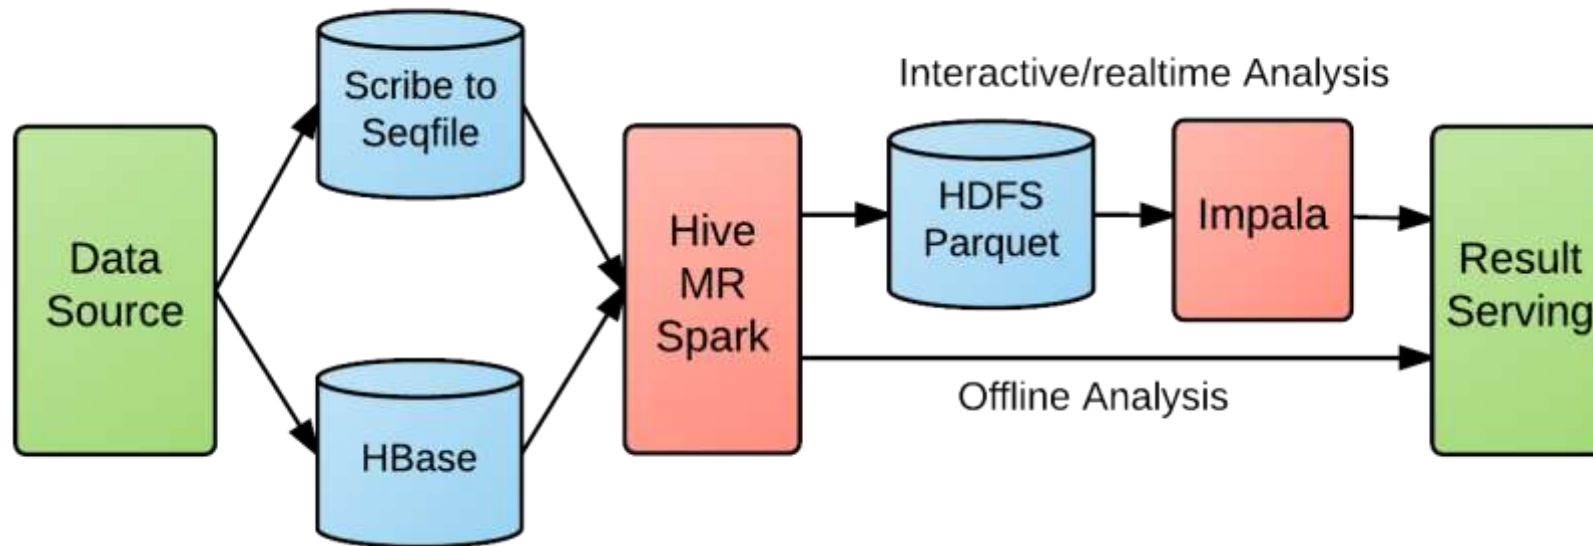 Data
Source
Scribe to
Seqfile
HBase
Hive
MR
Spark
Interactive/realtime Analysis
HDFS
Parquet
Impala
Offline Analysis
Result
Serving